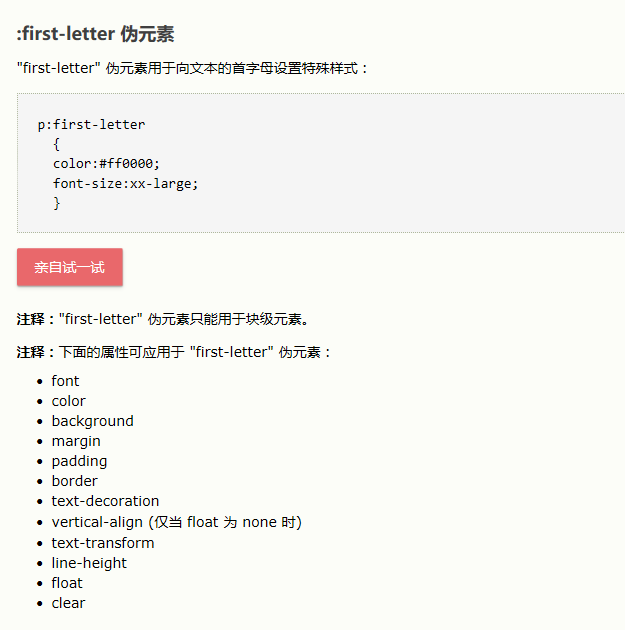 :first-letter 伪元素
"first-letter" 伪元素用于向文本的首字母设置特殊样式：
p:first-letter
{
color:#ff0000;
font-size:xx-large;
}
亲自试一试
注释："first-letter" 伪元素只能用于块级元素。
注释：下面的属性可应用于 "first-letter" 伪元素：
• font
• color
• background
• margin
• padding
• border
• text-decoration
• vertical-align (仅当 float 为 none 时)
• text-transform
• line-height
• float
• clear